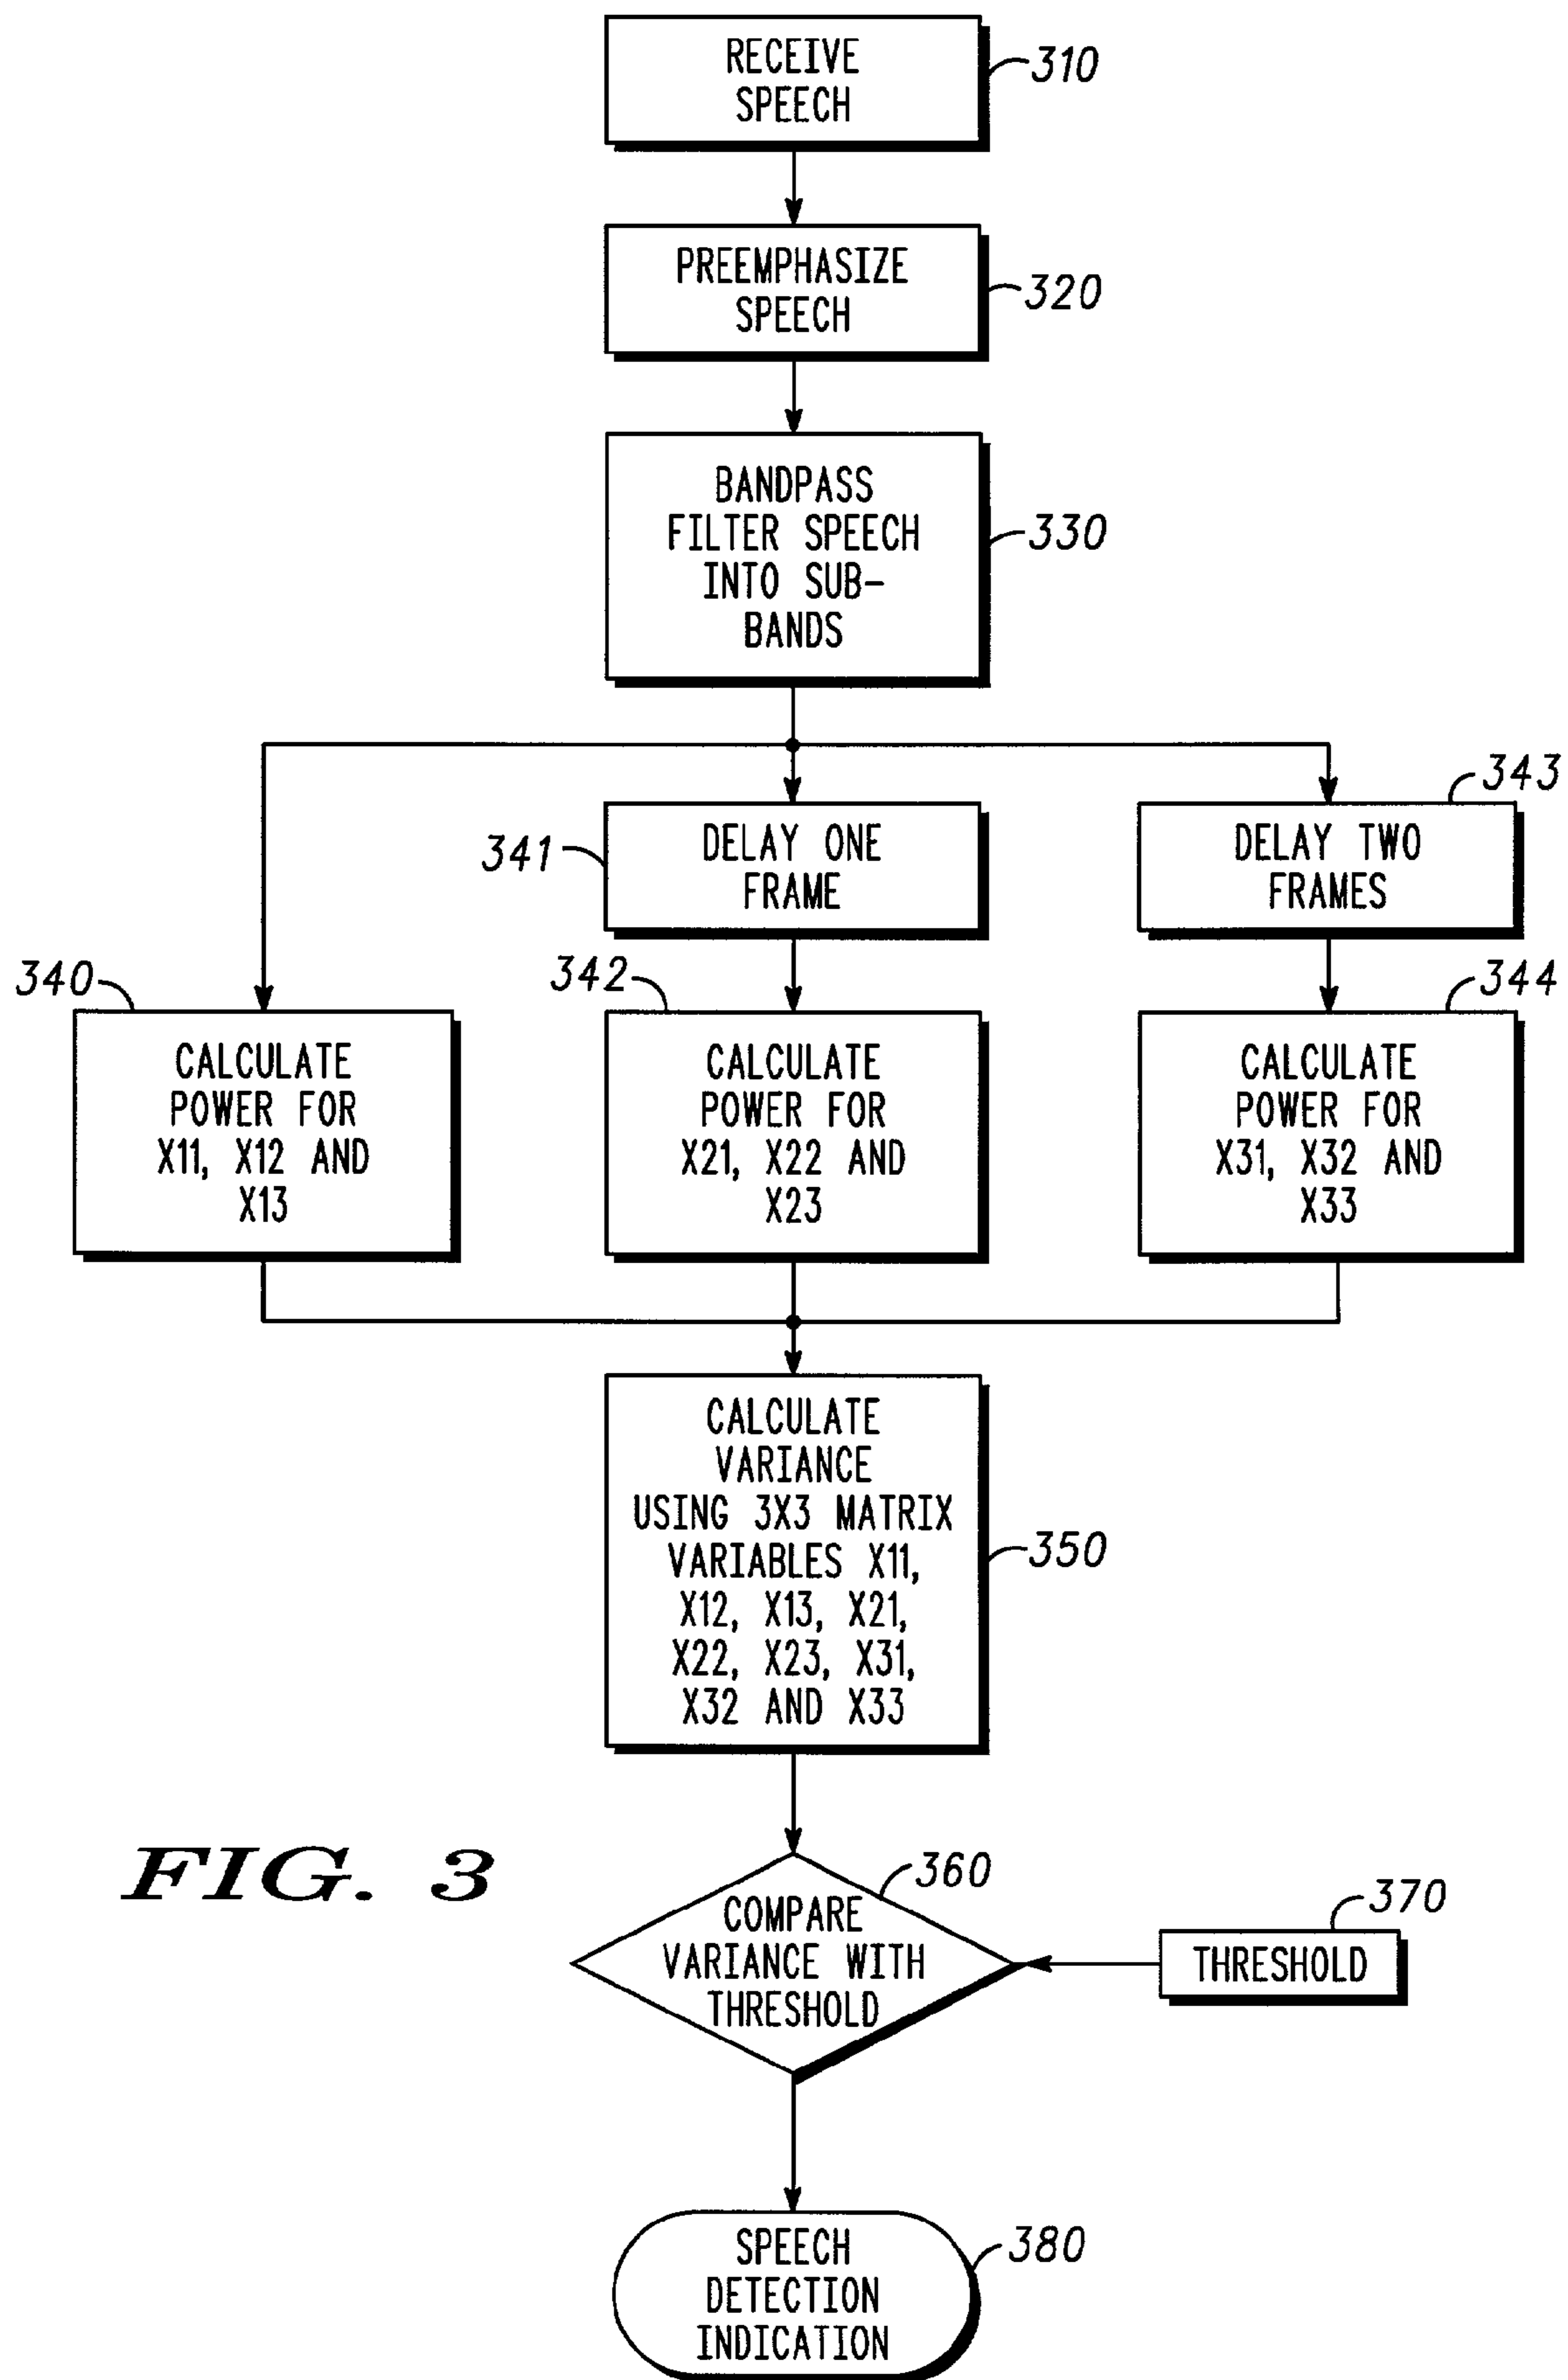 RECEIVE
SPEECH
310
PREEMPHASIZE
SPEECH
320
BANDPASS
FILTER SPEECH
INTO SUB-
BANDS
330
341
DELAY ONE
FRAME
343
DELAY TWO
FRAMES
340
CALCULATE
POWER FOR
X11, X12 AND
X13
342
CALCULATE
POWER FOR
X21, X22 AND
X23
344
CALCULATE
POWER FOR
X31, X32 AND
X33
CALCULATE
VARIANCE
USING 3X3 MATRIX
VARIABLES X11,
X12, X13, X21,
X22, X23, X31,
X32 AND X33
350
FIG. 3
360
COMPARE
VARIANCE WITH
THRESHOLD
370
THRESHOLD
SPEECH
DETECTION
INDICATION
380